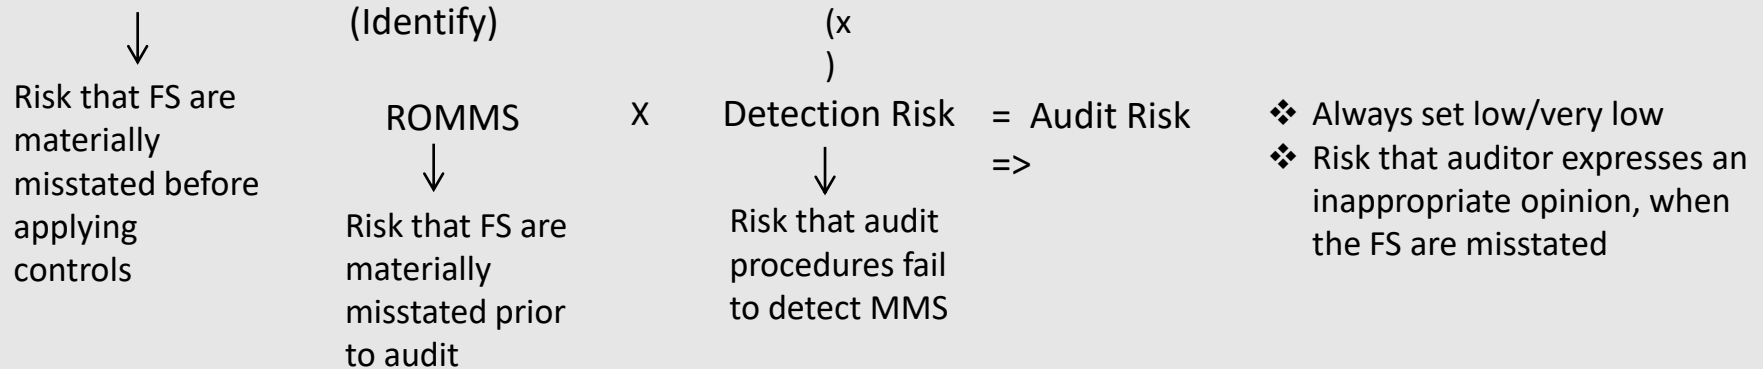 (Identify)
(x
)
Risk that FS are
materially
misstated before
applying
controls
ROMMS
X
Detection Risk
= Audit Risk
=>
Risk that FS are
materially
misstated prior
to audit
Risk that audit
procedures fail
to detect MMS
❖ Always set low/very low
❖ Risk that auditor expresses an
inappropriate opinion, when
the FS are misstated